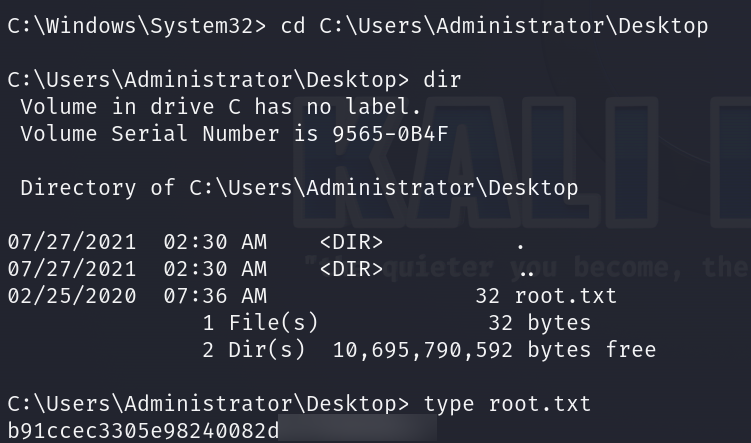 C:\Windows\System32> cd C:\Users\Administrator\Desktop
C:\Users\Administrator\Desktop> dir
 Volume in drive C has no label.
 Volume Serial Number is 9565-0B4F
 Directory of C:\Users\Administrator\Desktop
07/27/2021  02:30 AM    <DIR>          .
07/27/2021  02:30 AM    <DIR>          ..
02/25/2020  07:36 AM                32 root.txt
               1 File(s)             32 bytes
               2 Dir(s)  10,695,790,592 bytes free
C:\Users\Administrator\Desktop> type root.txt
b91ccec3305e98240082d
KALI
quieter you become, the